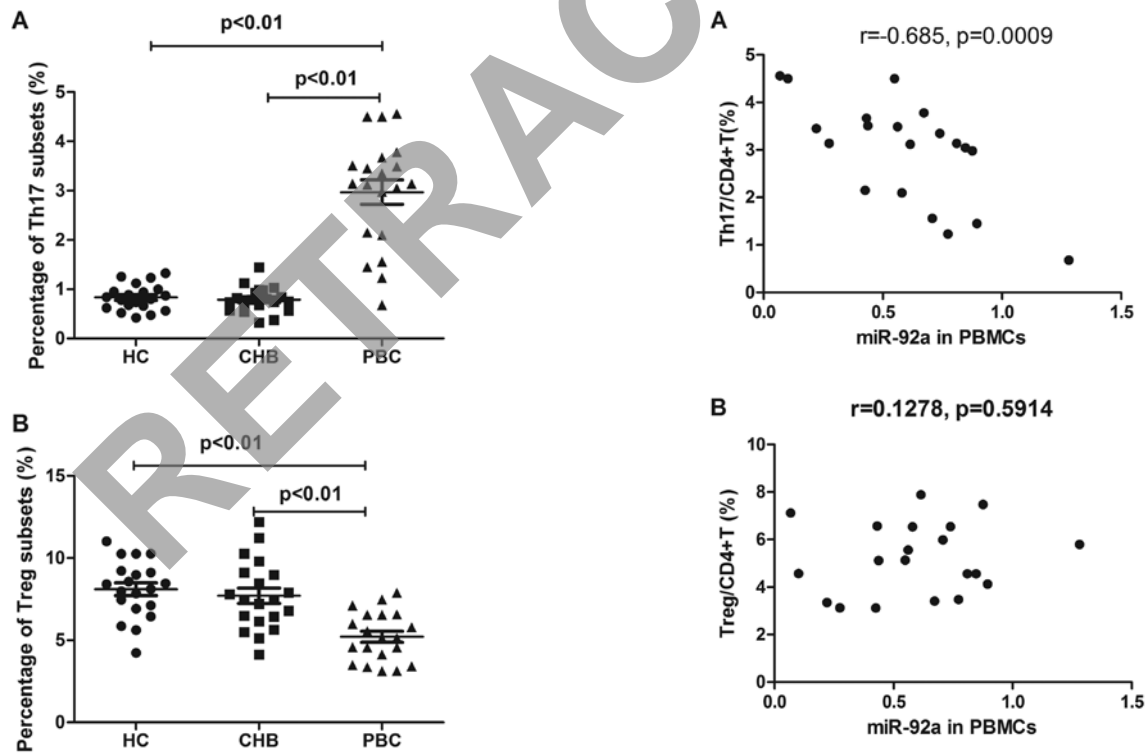 A
p<0.01
p<0.01
Percentage of Th17 subsets (%)
5
4
3
2
1
0
HC CHB PBC
B
p<0.01
p<0.01
Percentage of Treg subsets (%)
15
10
5
0
HC CHB PBC
A
r=-0.685, p=0.0009
Th17/CD4+T(%)
6
5
4
3
2
1
0
0.0 0.5 1.0 1.5
miR-92a in PBMCs
B
r=0.1278, p=0.5914
Treg/CD4+T (%)
10
8
6
4
2
0
0.0 0.5 1.0 1.5
miR-92a in PBMCs
RETRAC